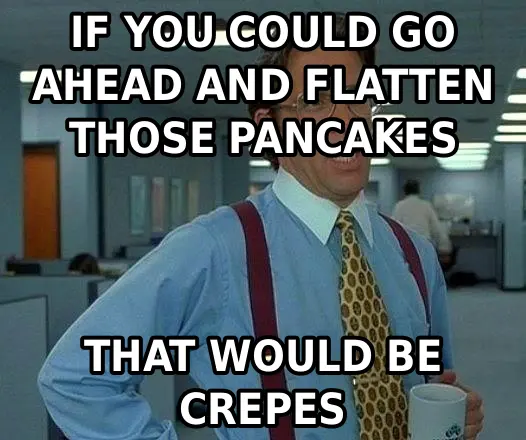 IF YOU COULD GO
AHEAD AND FLATTEN
THOSE PANCAKES
THAT WOULD BE
CREPES